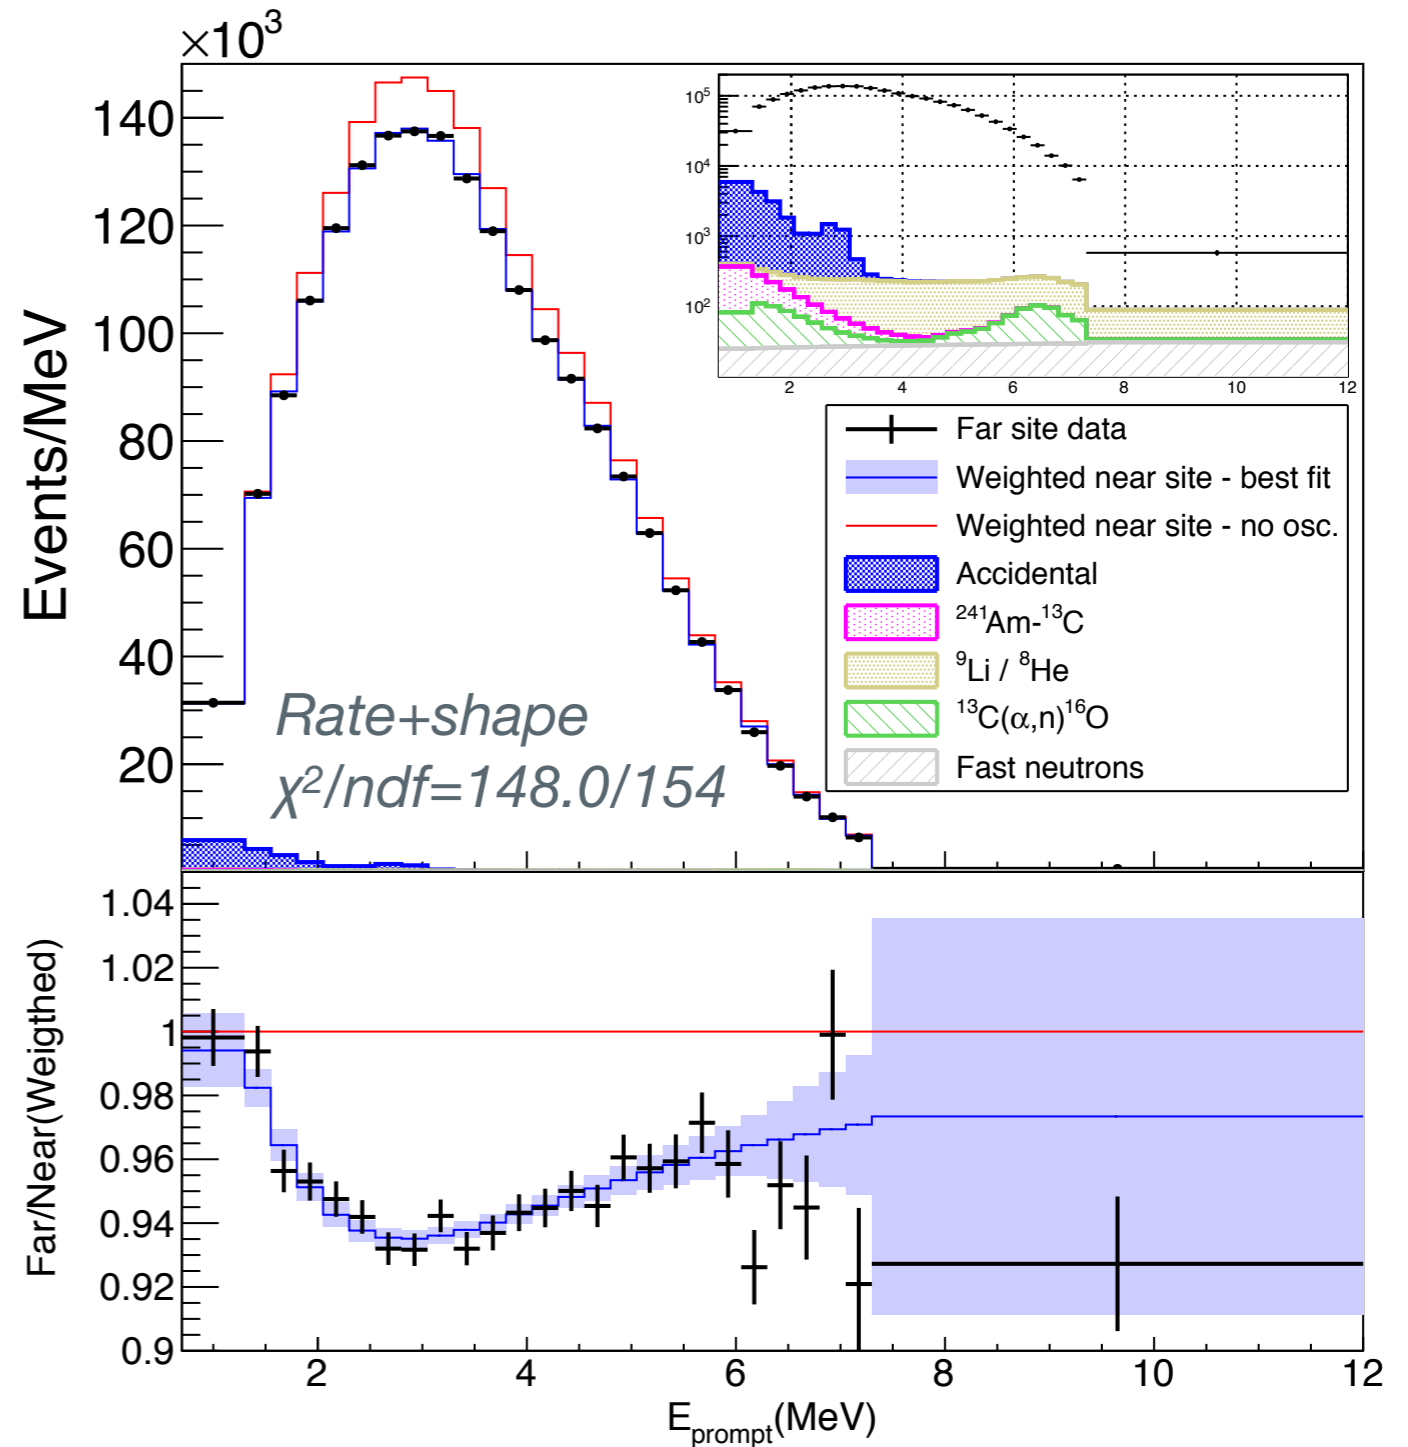 ×10³
Events/MeV
140
120
100
80
60
40
20
10⁵
10⁴
10³
10²
2 4 6 8 10 12
Far site data
Weighted near site - best fit
Weighted near site - no osc.
Accidental
²⁴¹Am-¹³C
⁹Li / ⁸He
¹³C(α,n)¹⁶O
Fast neutrons
Rate+shape
χ²/ndf=148.0/154
Far/Near(Weigthed)
1.04
1.02
1
0.98
0.96
0.94
0.92
0.9
2 4 6 8 10 12
E_prompt(MeV)